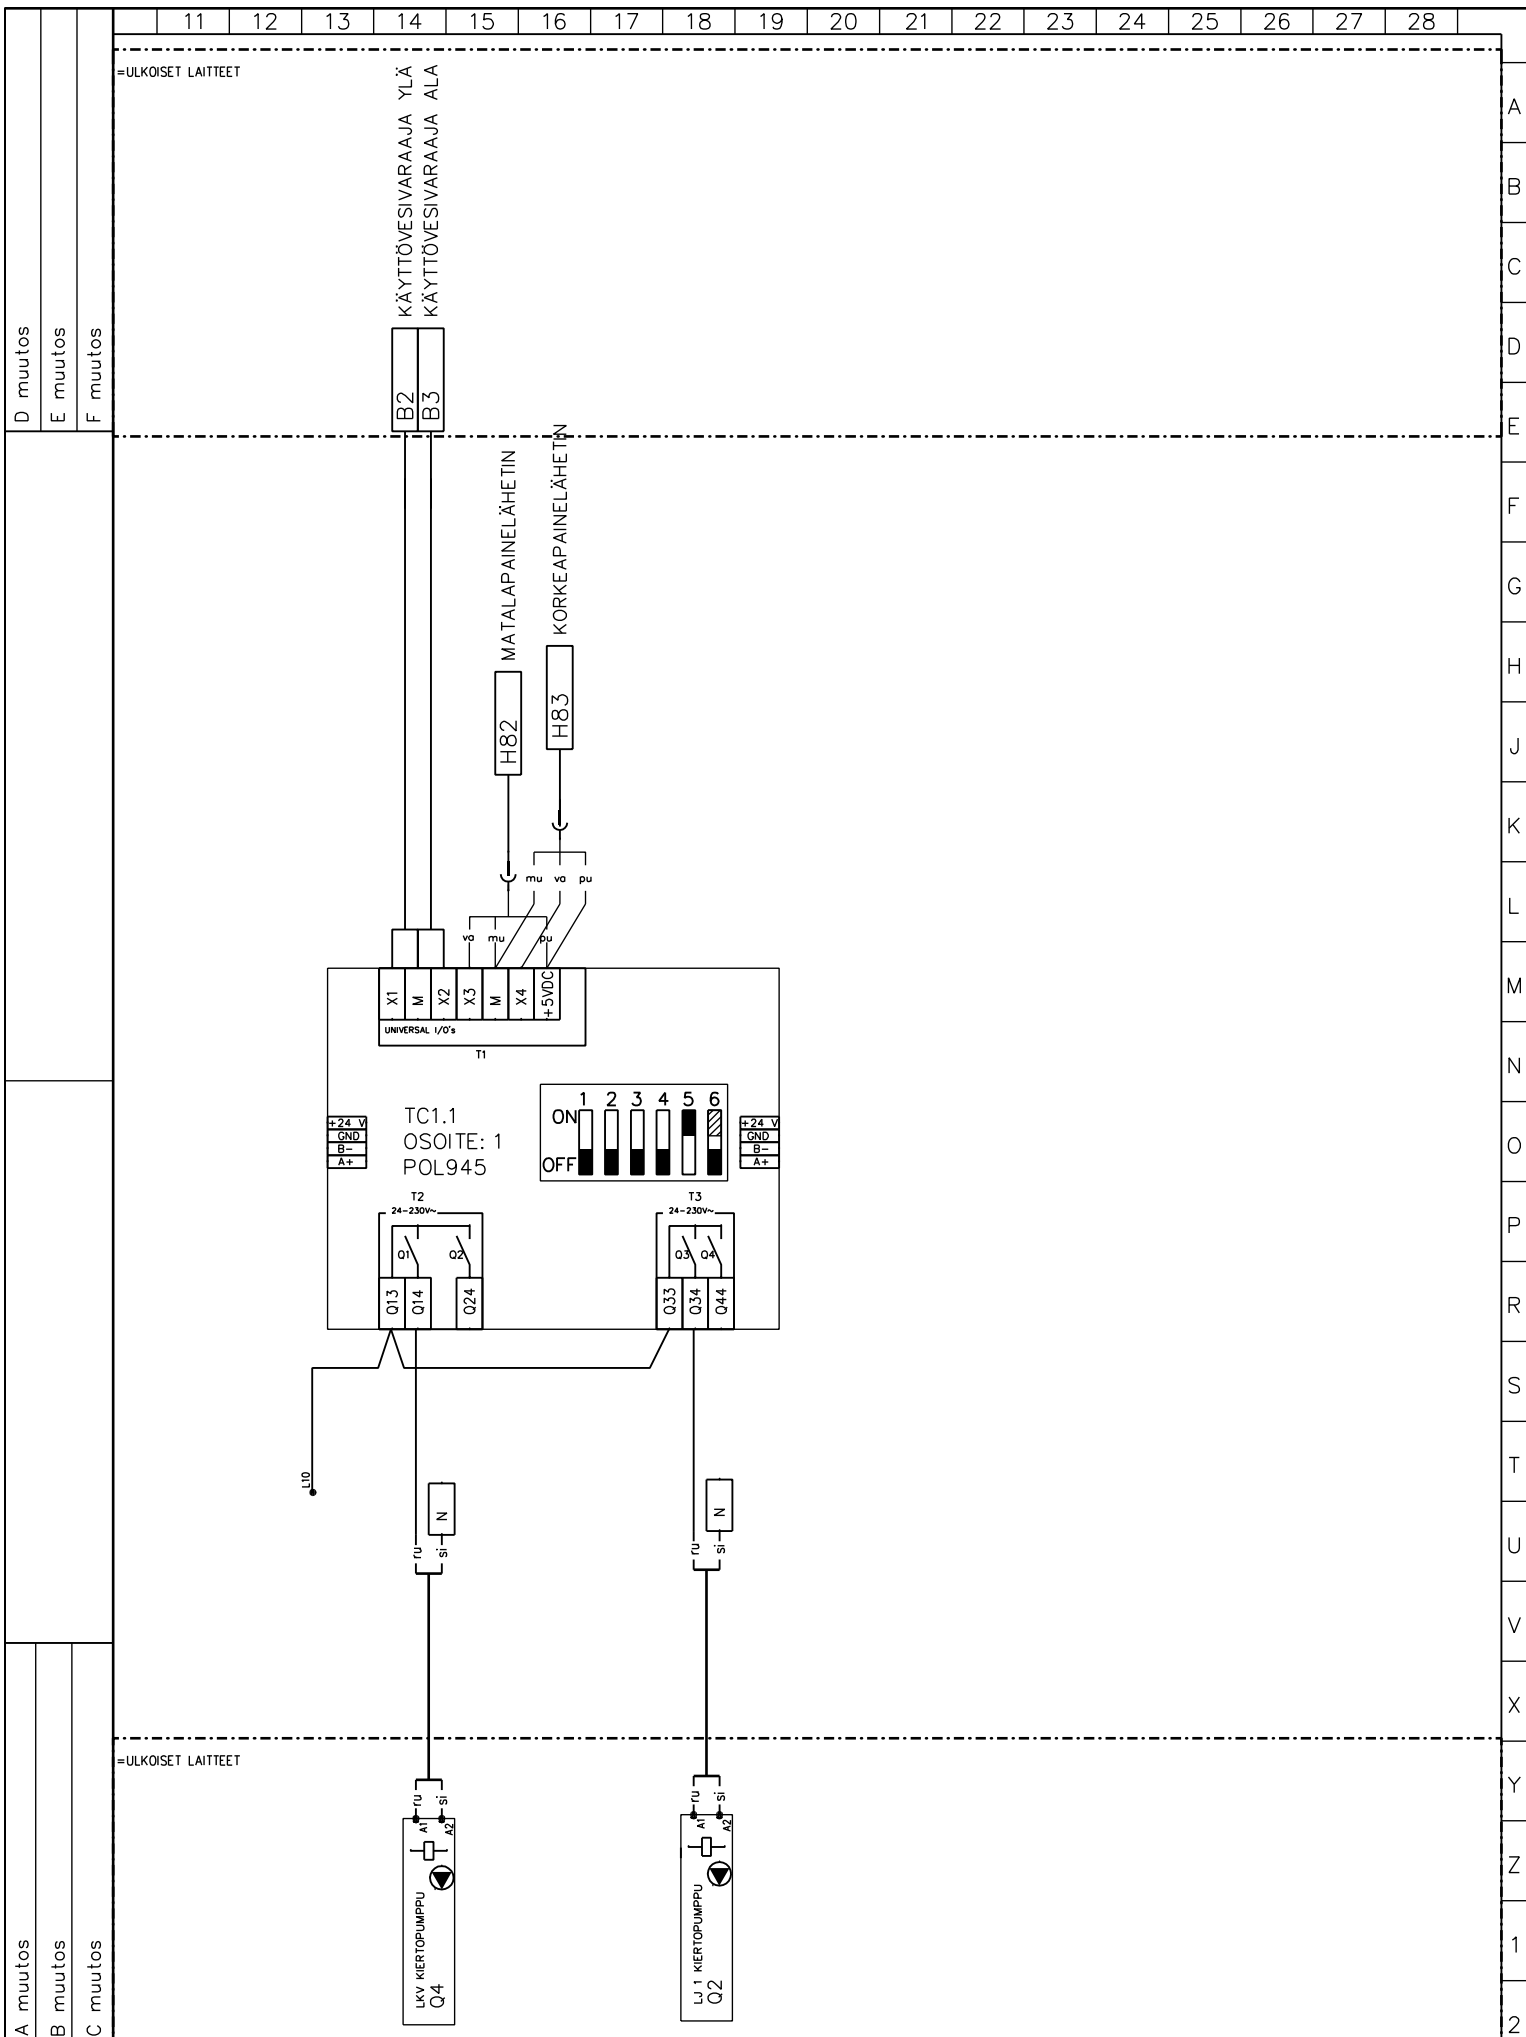 11 12 13 14 15 16 17 18 19 20 21 22 23 24 25 26 27 28
=ULKOISET LAITTEET
KÄYTTÖVESIVARAAJA YLÄ
KÄYTTÖVESIVARAAJA ALA
A
B
C
D
E
F
G
H
J
K
L
M
N
O
P
R
S
T
U
V
X
Y
Z
1
2
D muutos
E muutos
F muutos
B2
B3
MATALAPAINELÄHETIN
KORKEAPAINELÄHETIN
H82
H83
mu va pu
va mu pu
X1 M X2 X3 M X4 +5VDC
UNIVERSAL I/O's
T1
1 2 3 4 5 6
ON
OFF
TC1.1
OSOITE: 1
POL945
+24 V
GND
B-
A+
+24 V
GND
B-
A+
T2
24-230V~
Q1 Q2
Q13 Q14 Q24
T3
24-230V~
Q3 Q4
Q33 Q34 Q44
L10
N
ru si
N
ru si
=ULKOISET LAITTEET
ru si
A1 A2
LKV KIERTOPUMPPU
Q4
ru si
A1 A2
LJ 1 KIERTOPUMPPU
Q2
A muutos
B muutos
C muutos